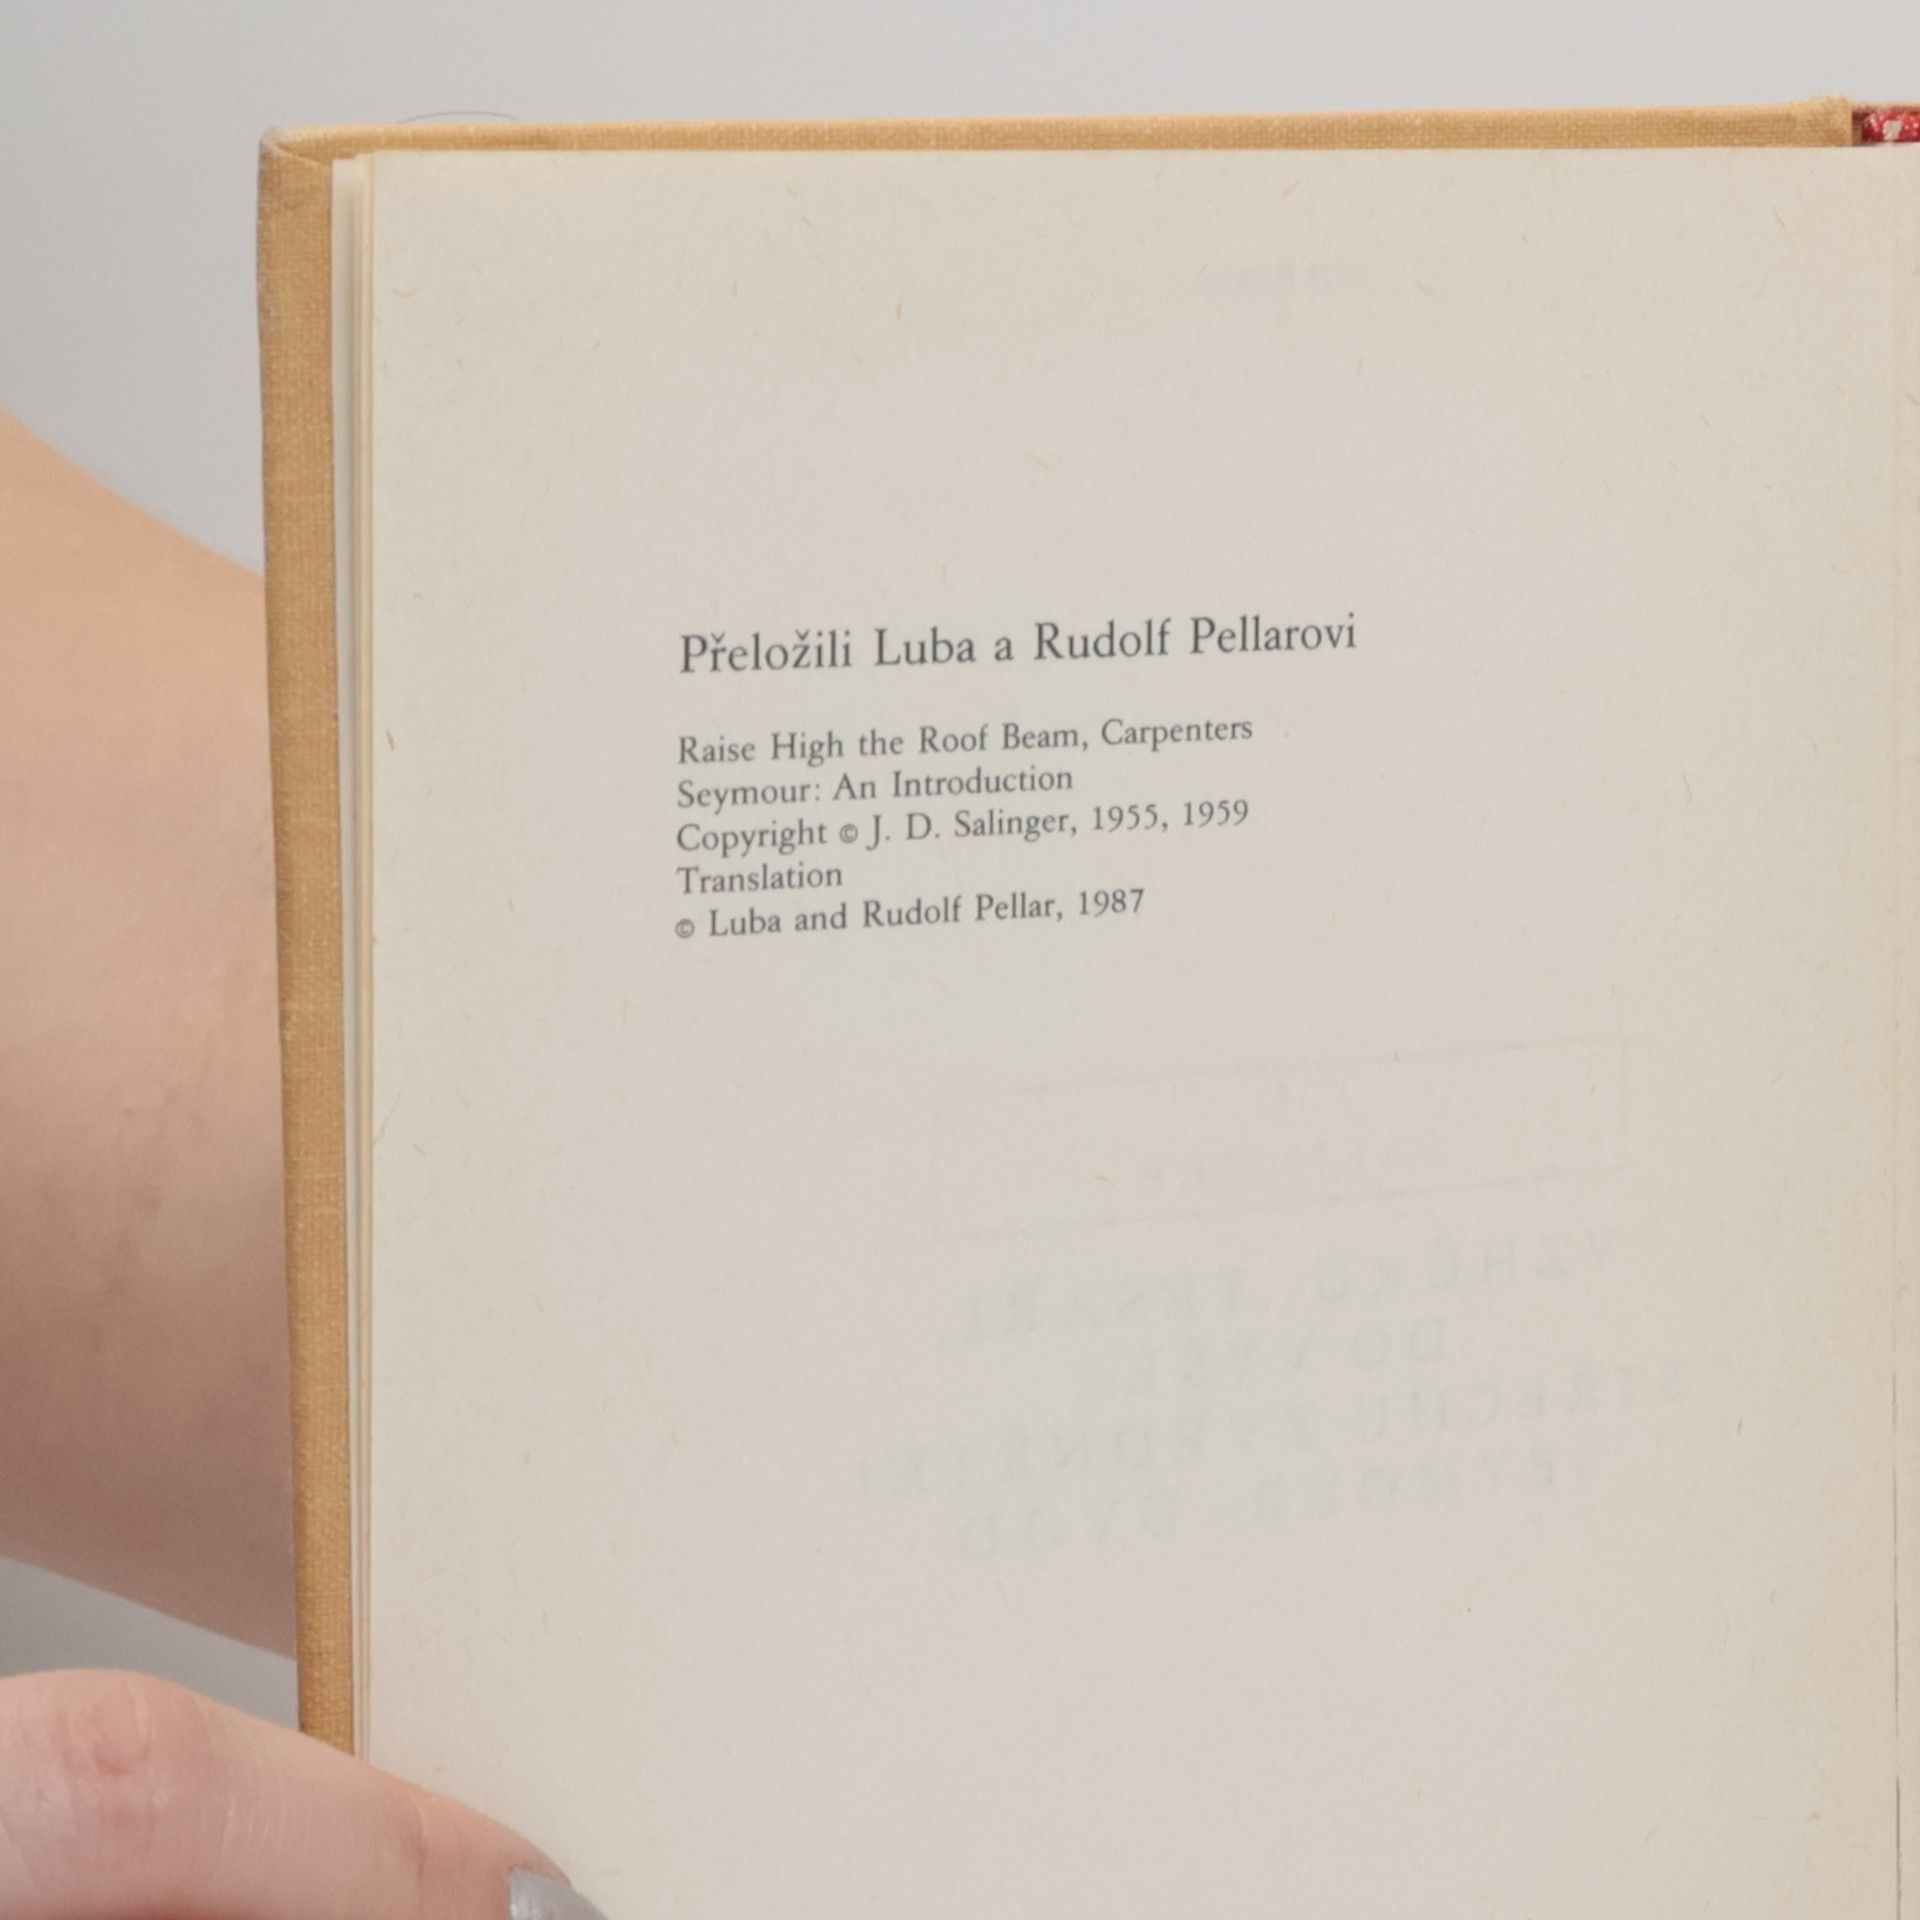 Přeložili Luba a Rudolf Pellarovi
Raise High the Roof Beam, Carpenters
Seymour: An Introduction
Copyright © J. D. Salinger, 1955, 1959
Translation
© Luba and Rudolf Pellar, 1987